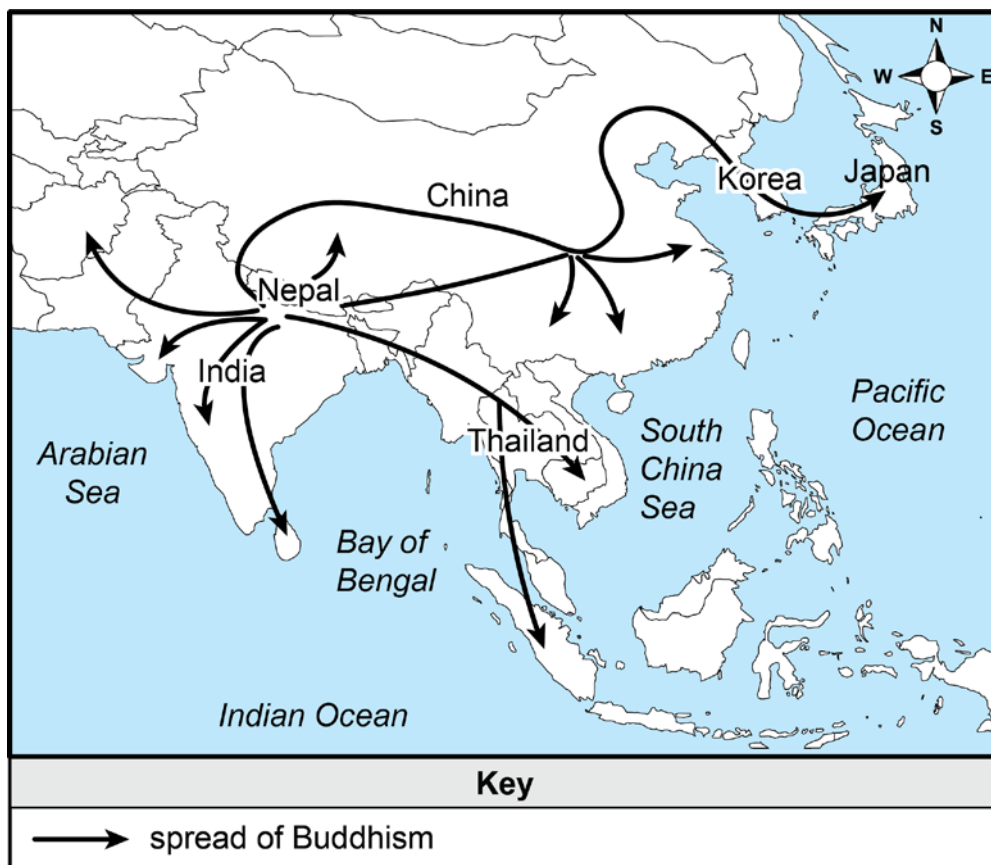 N
W E
S
China
Korea
Japan
Nepal
India
Thailand
Arabian
Sea
Bay of
Bengal
South
China
Sea
Pacific
Ocean
Indian Ocean
Key
spread of Buddhism